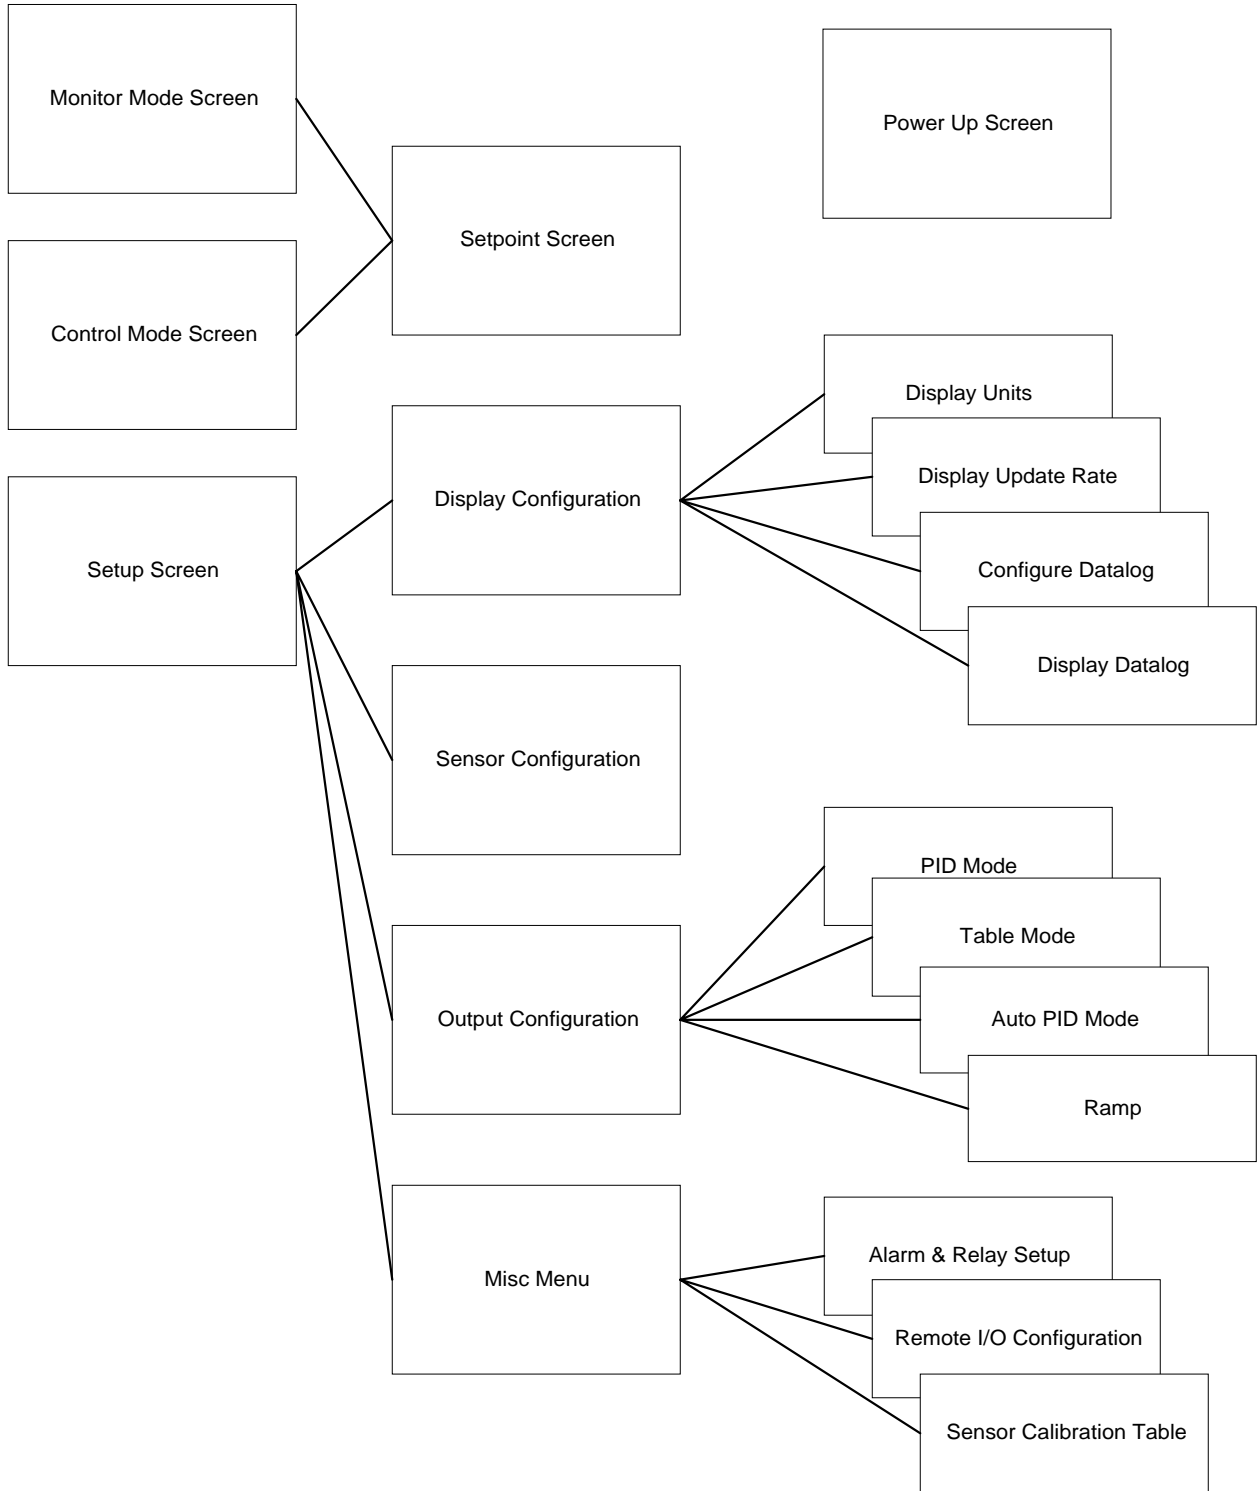 Monitor Mode Screen
Power Up Screen
Setpoint Screen
Control Mode Screen
Display Units
Display Update Rate
Display Configuration
Setup Screen
Configure Datalog
Display Datalog
Sensor Configuration
PID Mode
Table Mode
Output Configuration
Auto PID Mode
Ramp
Alarm & Relay Setup
Misc Menu
Remote I/O Configuration
Sensor Calibration Table